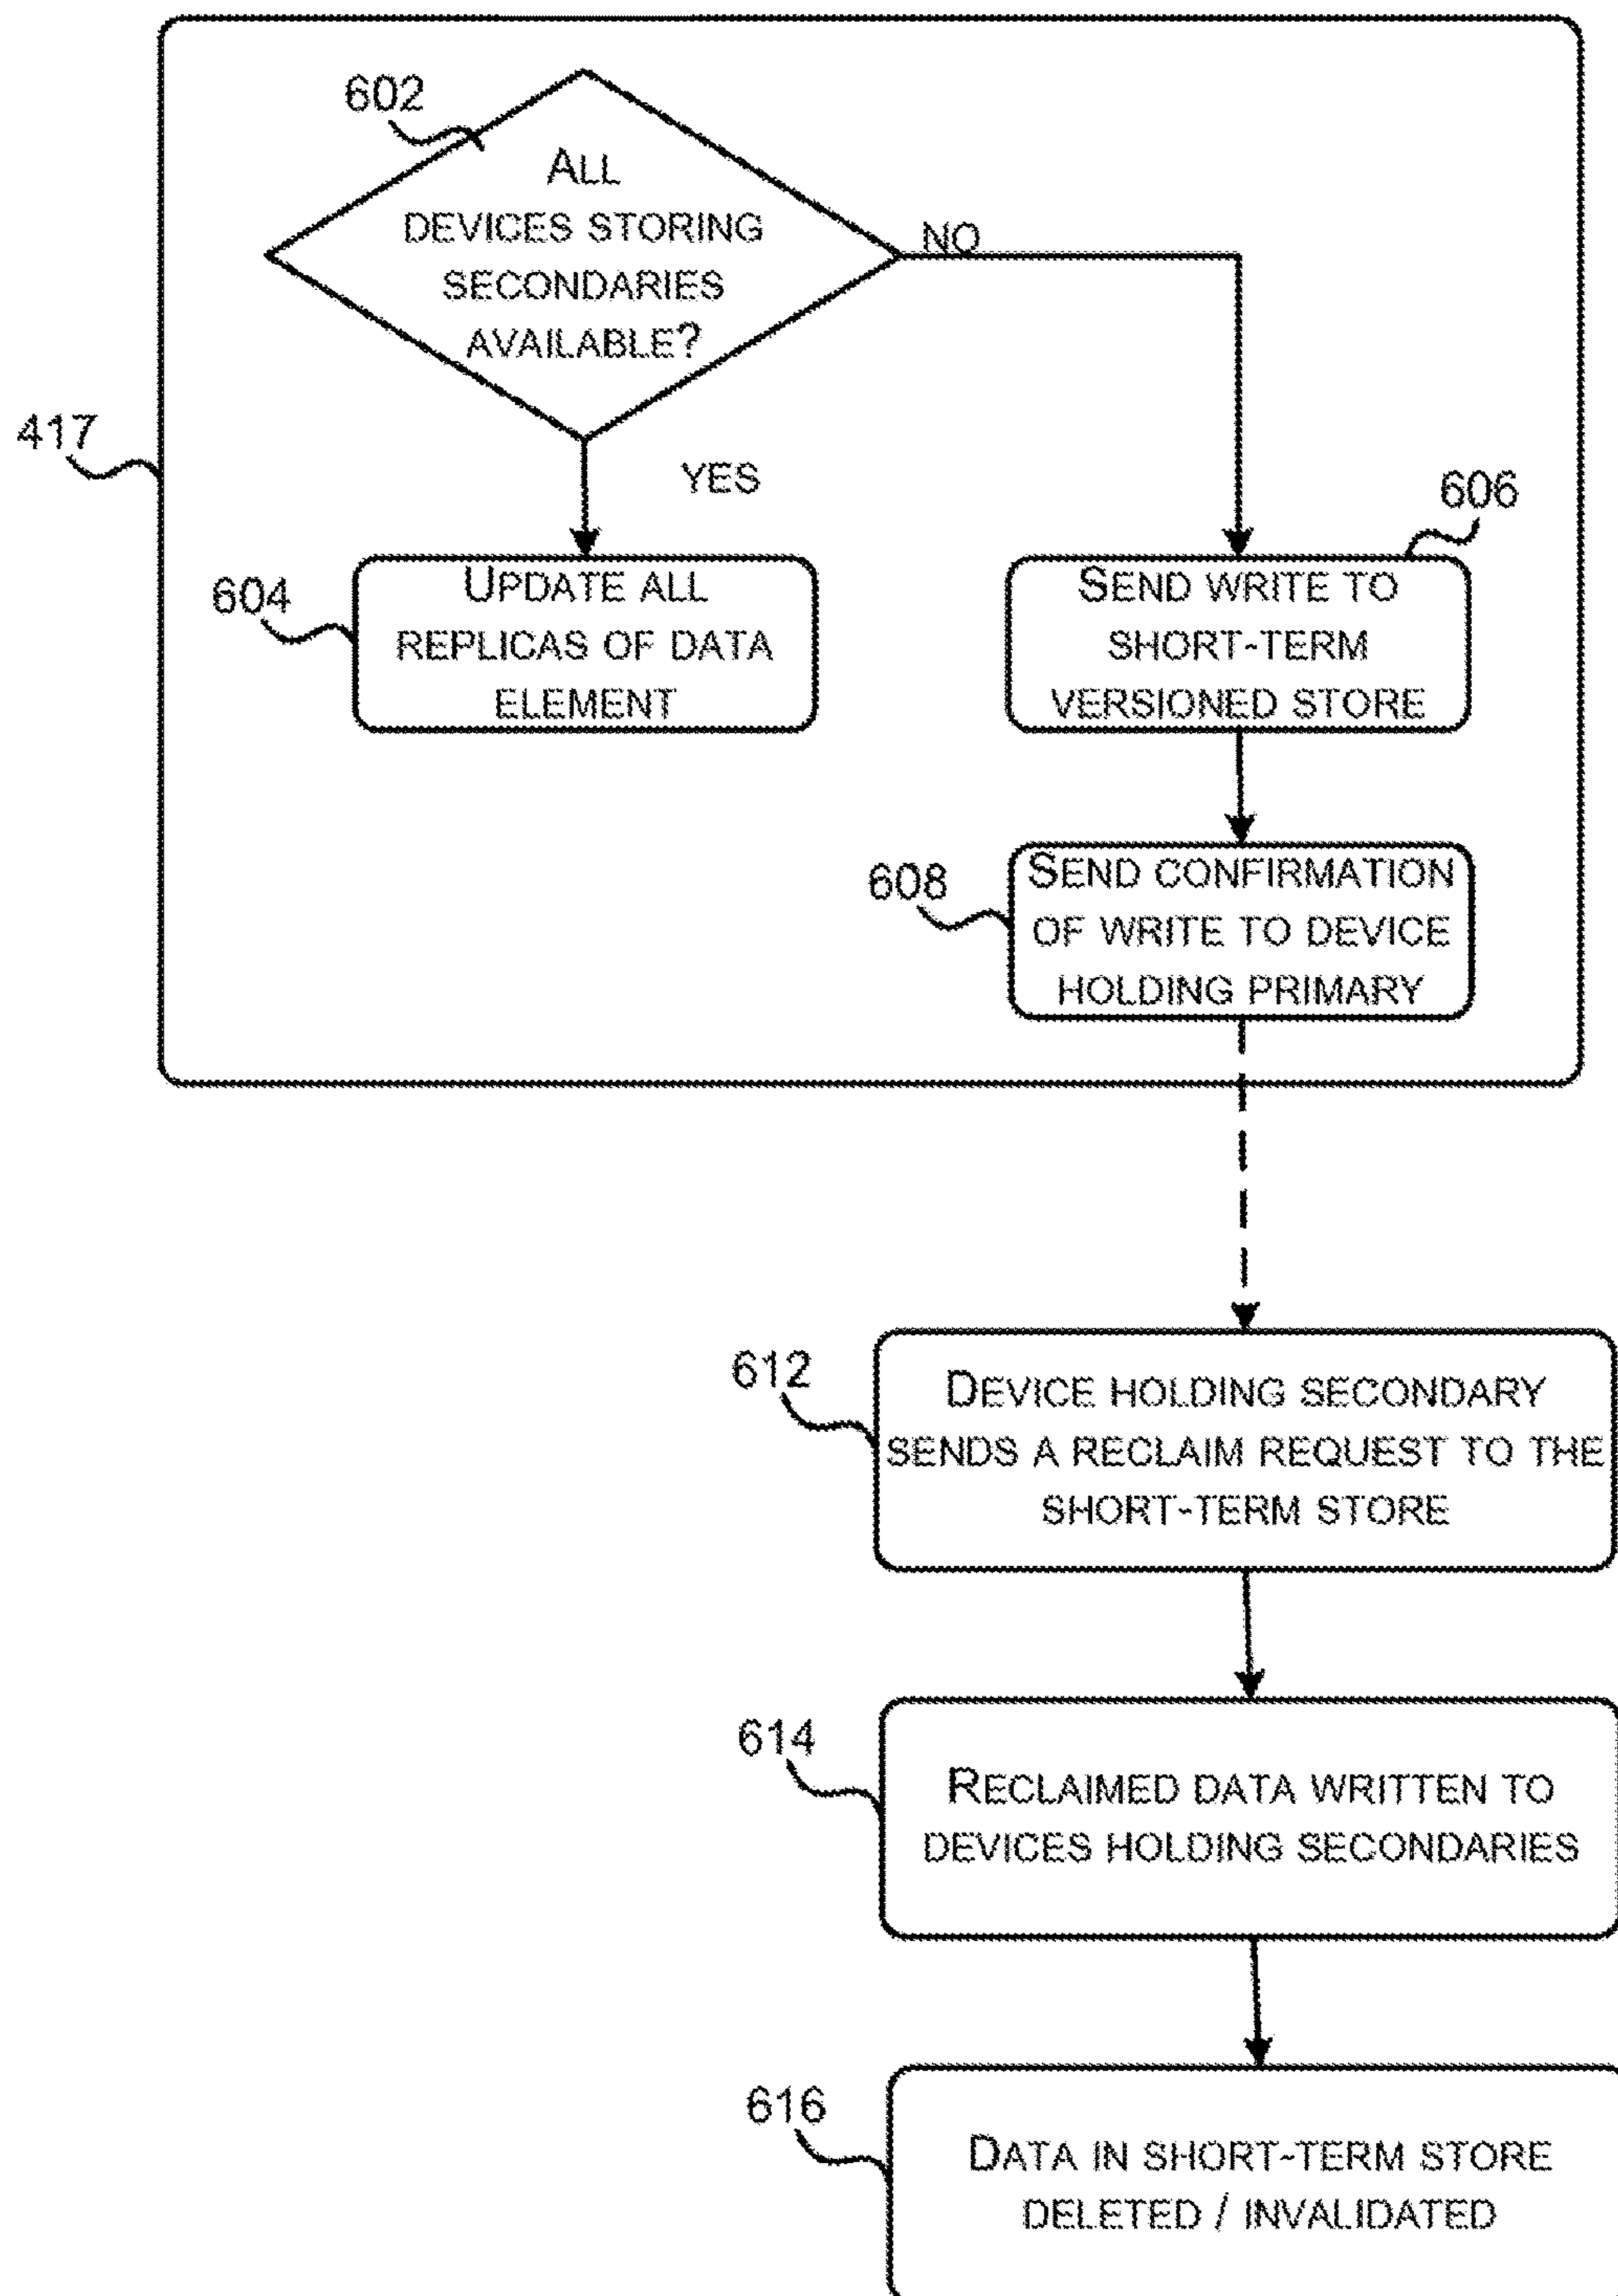 602
All
devices storing
secondaries
available?
NO
417
YES
606
604
Update all
replicas of data
element
Send write to
short-term
versioned store
608
Send confirmation
of write to device
holding primary
612
Device holding secondary
sends a reclaim request to the
short-term store
614
Reclaimed data written to
devices holding secondaries
616
Data in short-term store
deleted / invalidated